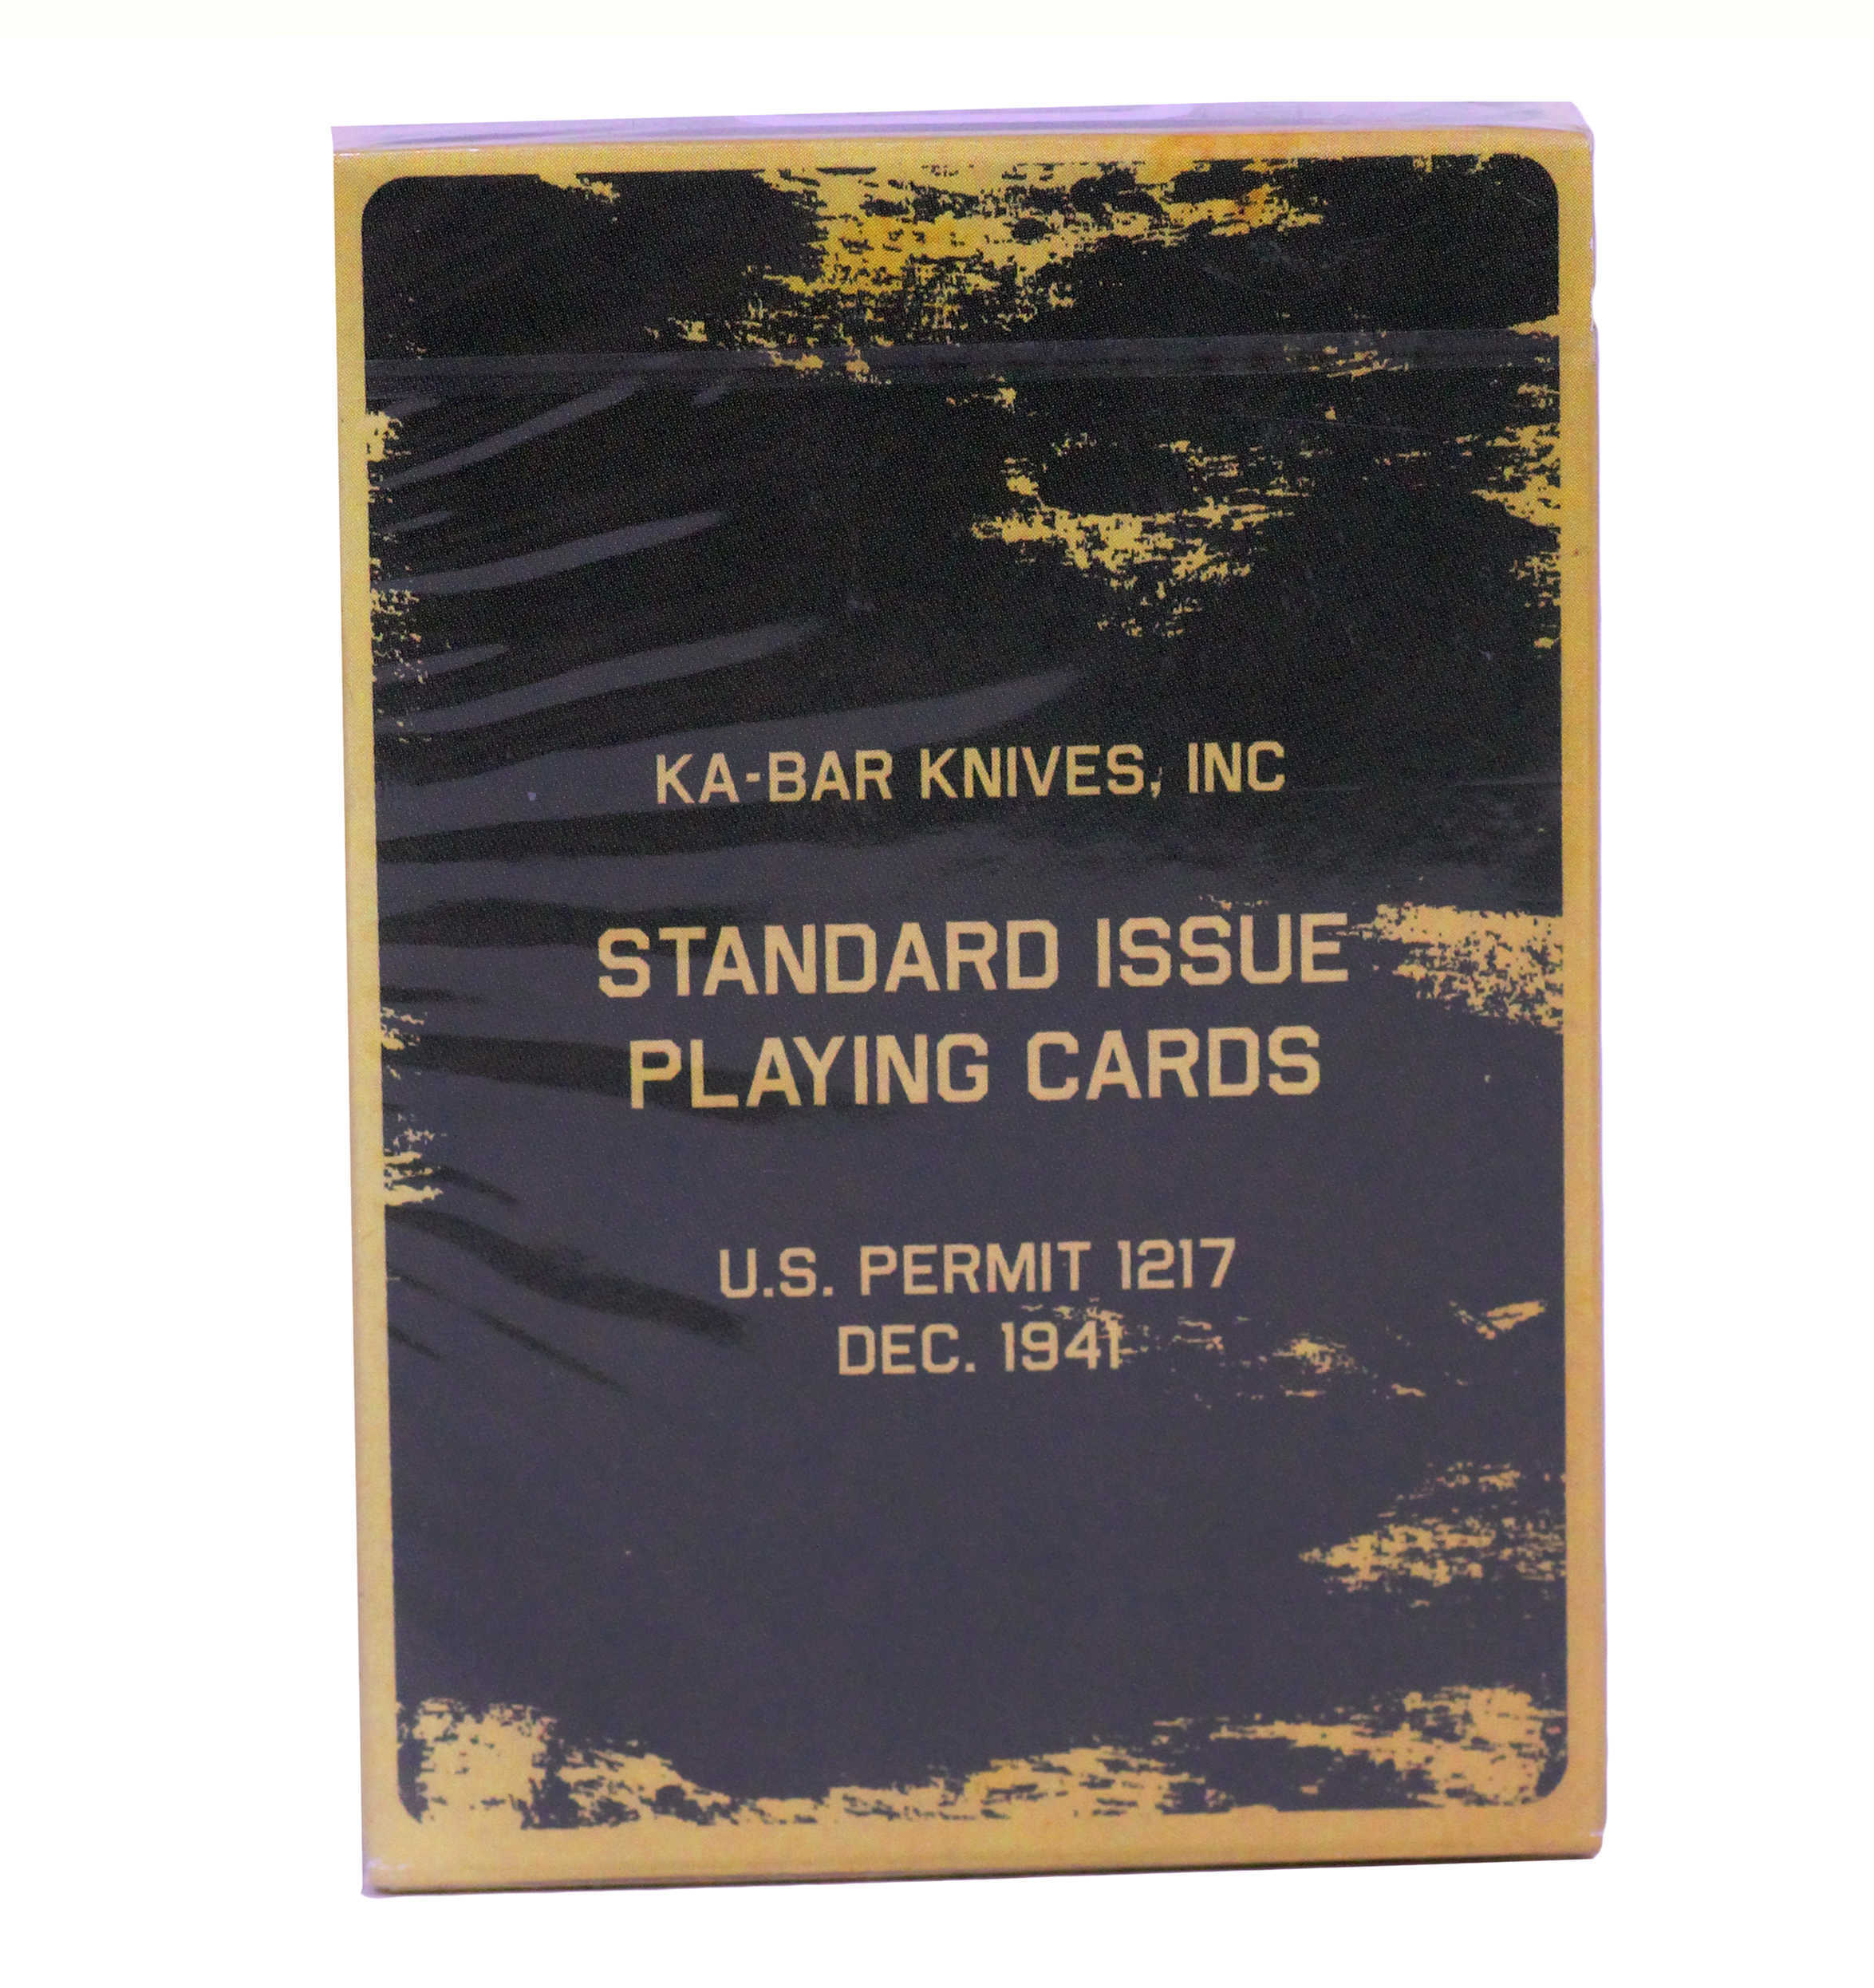 KA-BAR KNIVES, INC
STANDARD ISSUE
PLAYING CARDS
U.S. PERMIT 1217
DEC. 1941